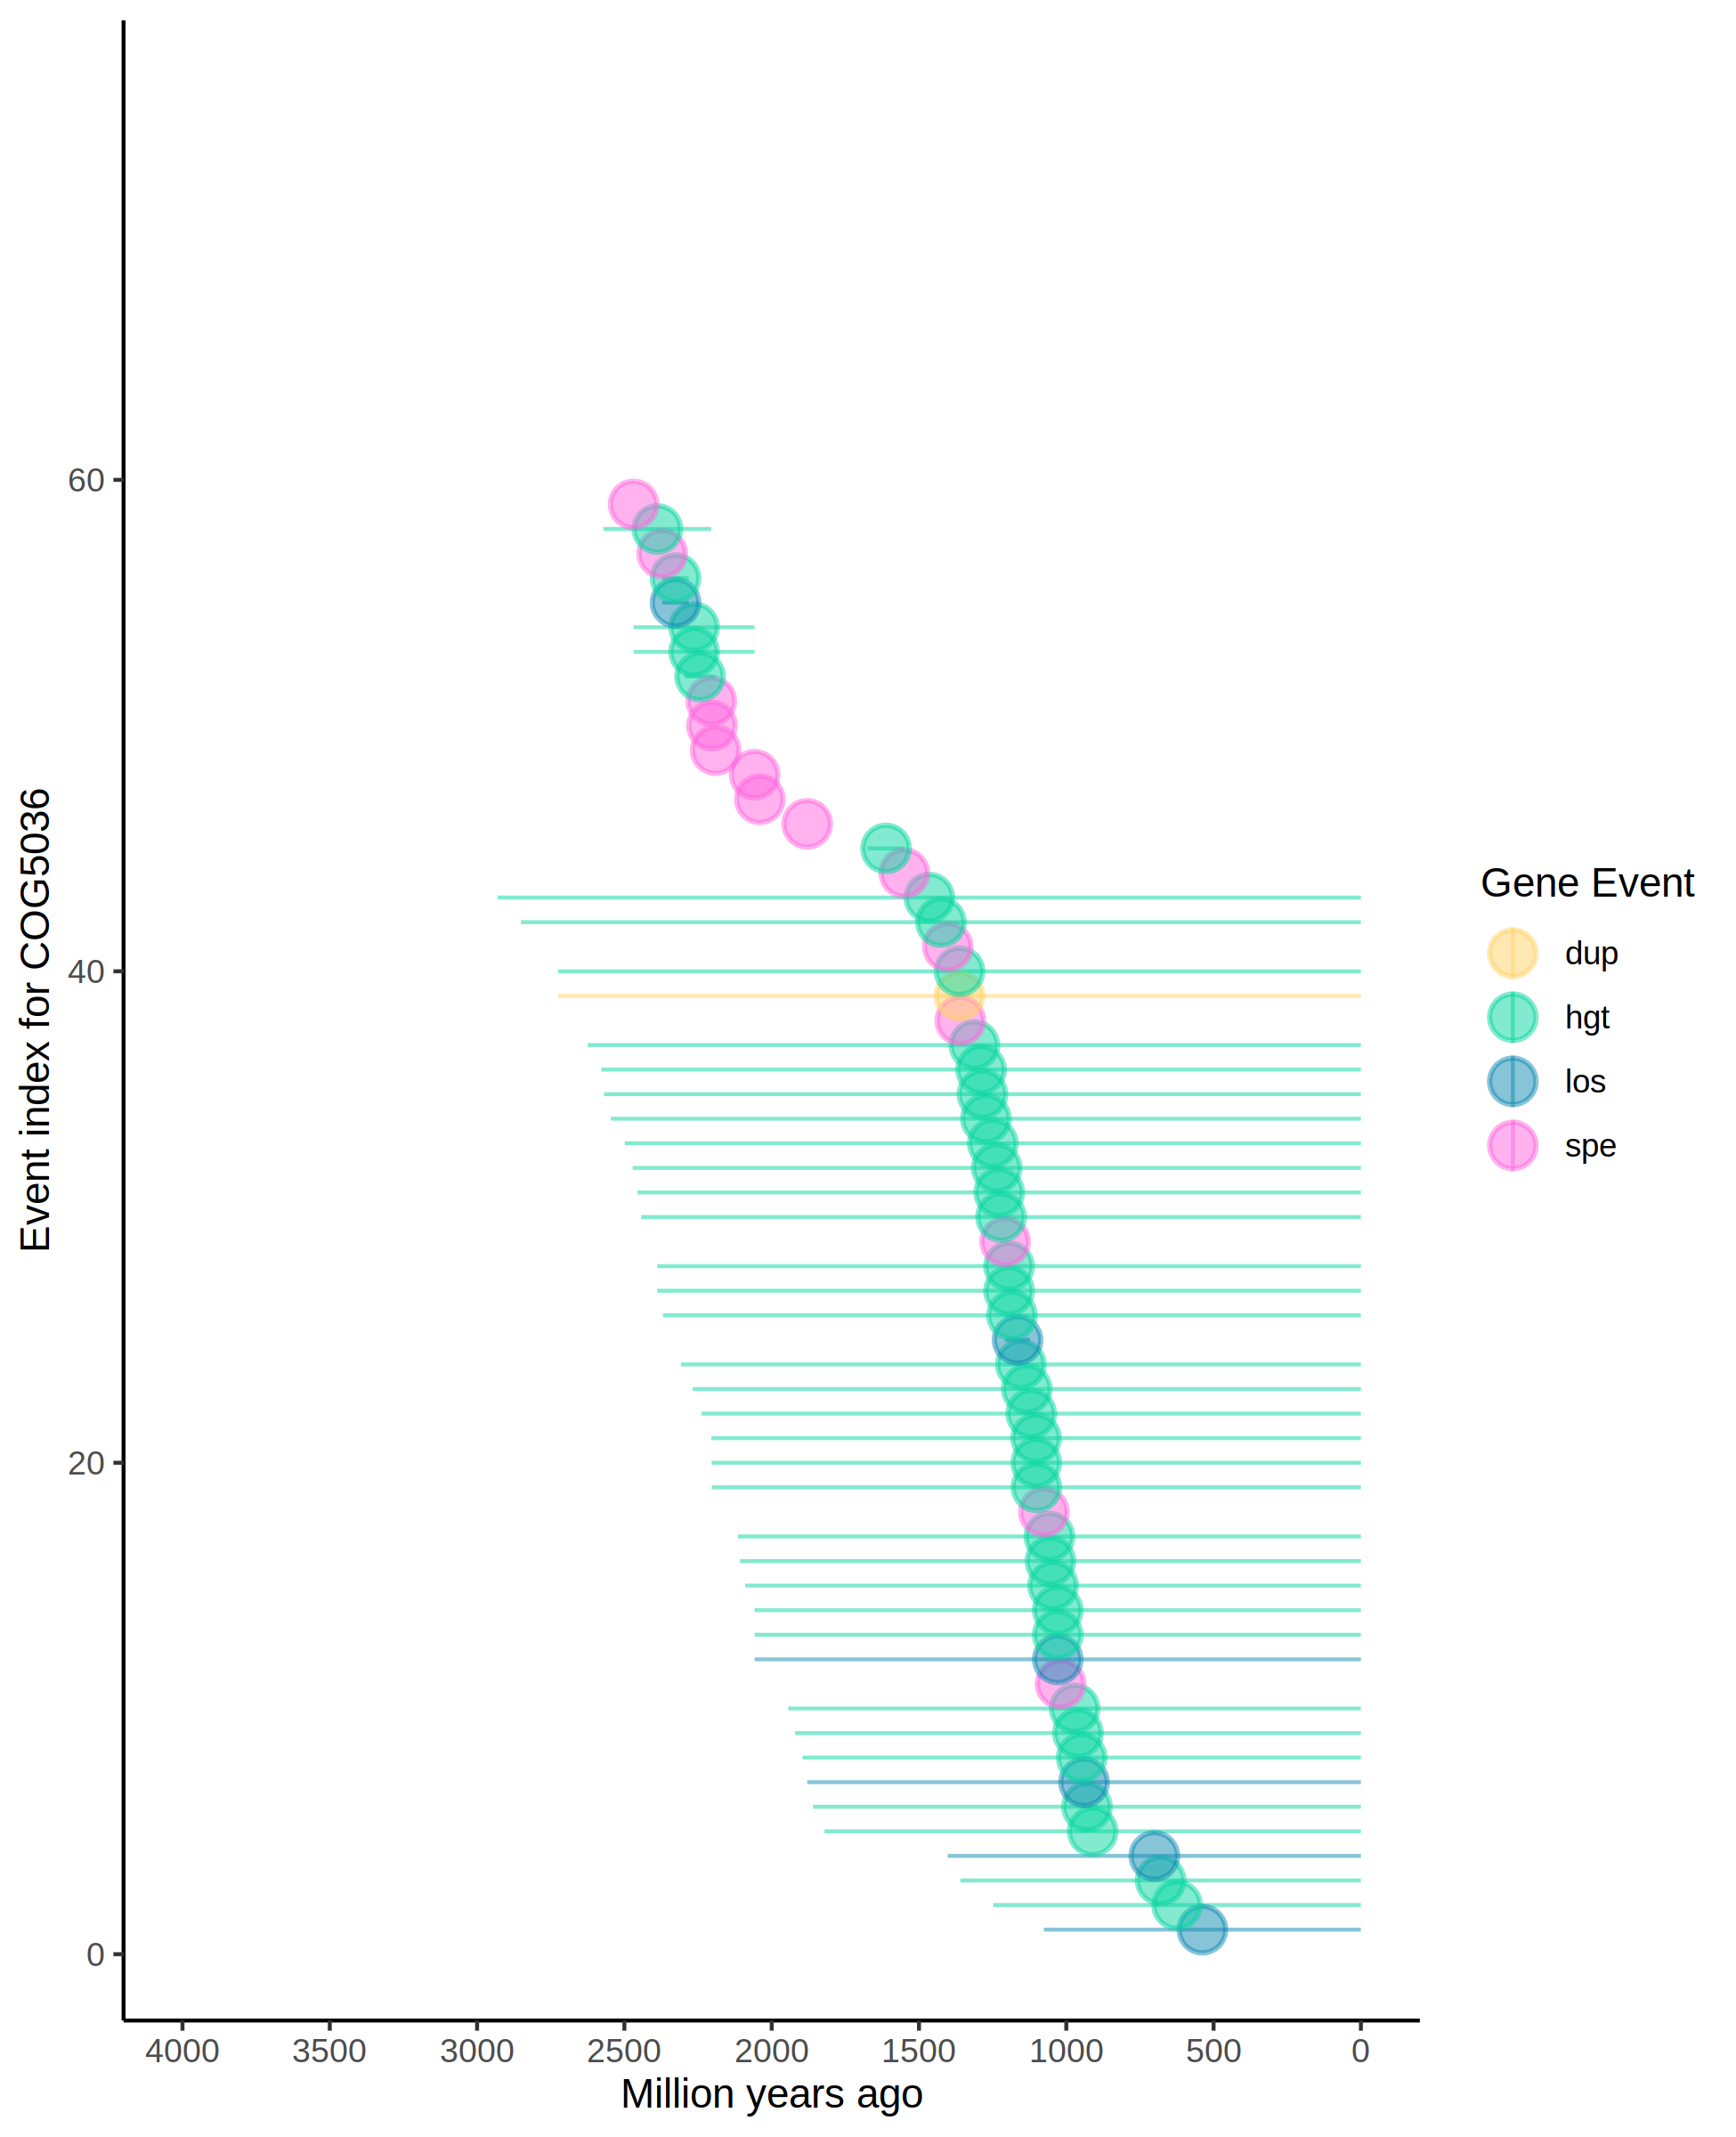 60
40
20
0
Event index for COG5036
4000 3500 3000 2500 2000 1500 1000 500 0
Million years ago
Gene Event
dup
hgt
los
spe